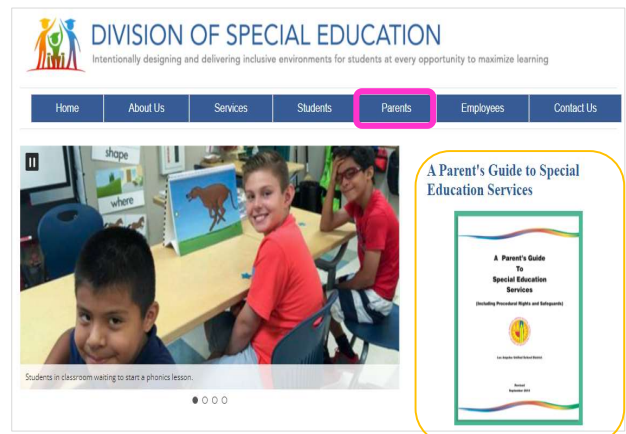 DIVISION OF SPECIAL EDUCATION
Intentionally designing and delivering inclusive environments for students at every opportunity to maximize learning
Home About Us Services Students Parents Employees Contact Us
shape
where
Students in classroom waiting to start a phonics lesson.
A Parent's Guide to Special
Education Services
A Parent's Guide
To
Special Education
Services
(Including Procedural Rights and Safeguards)
Los Angeles Unified School District
Revised